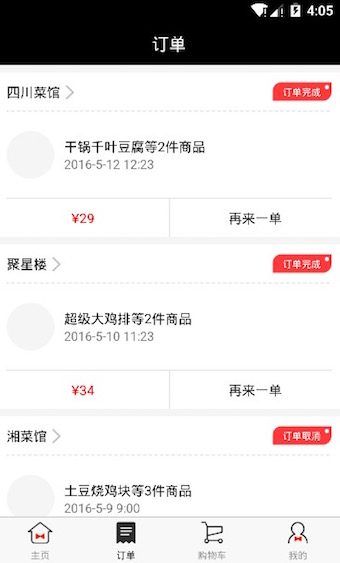 4:05
订单
四川菜馆
订单完成
干锅千叶豆腐等2件商品
2016-5-12 12:23
¥29
再来一单
聚星楼
订单完成
超级大鸡排等2件商品
2016-5-10 11:23
¥34
再来一单
湘菜馆
订单取消
土豆烧鸡块等3件商品
2016-5-9 9:00
主页
订单
购物车
我的